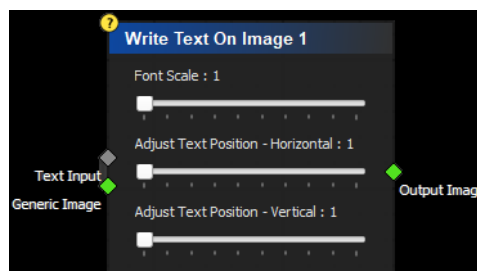 ?
Write Text On Image 1
Font Scale : 1
Adjust Text Position - Horizontal : 1
Text Input
Generic Image
Output Imag
Adjust Text Position - Vertical : 1